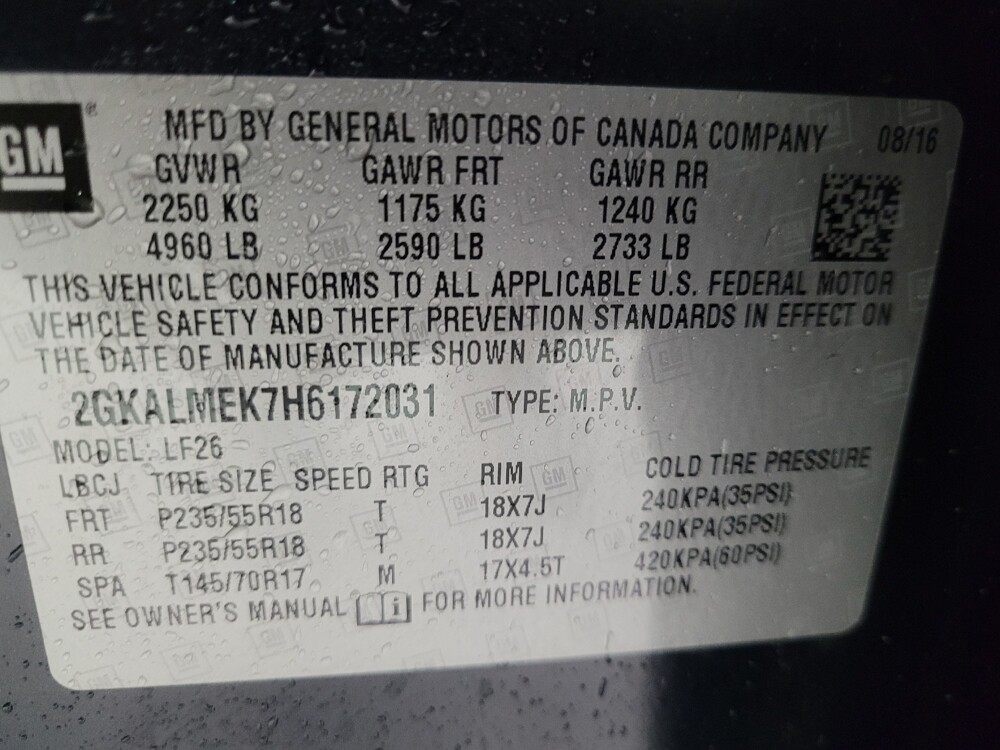 GM ®
MFD BY GENERAL MOTORS OF CANADA COMPANY 08/16
GVWR GAWR FRT GAWR RR
2250 KG 1175 KG 1240 KG
4960 LB 2590 LB 2733 LB
THIS VEHICLE CONFORMS TO ALL APPLICABLE U.S. FEDERAL MOTOR
VEHICLE SAFETY AND THEFT PREVENTION STANDARDS IN EFFECT ON
THE DATE OF MANUFACTURE SHOWN ABOVE.
2GKALMEK7H6172031 TYPE: M.P.V.
MODEL: LF26
LBCJ TIRE SIZE SPEED RTG RIM COLD TIRE PRESSURE
FRT P235/55R18 T 18X7J 240KPA(35PSI)
RR P235/55R18 T 18X7J 240KPA(35PSI)
SPA T145/70R17 M 17X4.5T 420KPA(60PSI)
SEE OWNER'S MANUAL i FOR MORE INFORMATION.